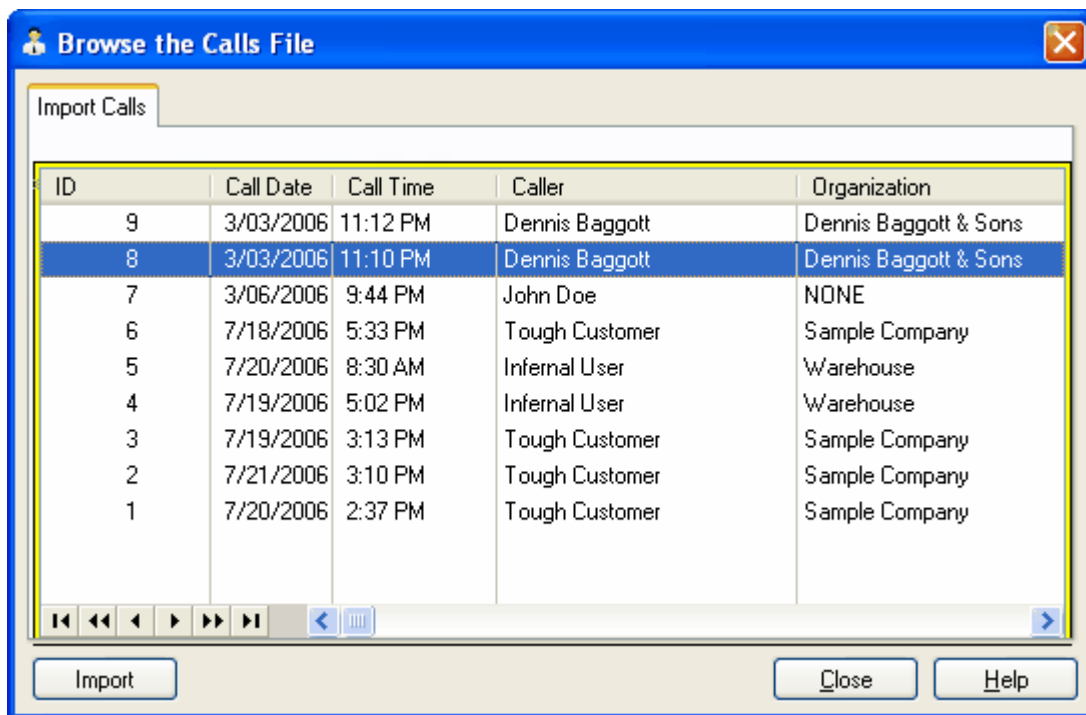 Browse the Calls File
Import Calls
ID Call Date Call Time Caller Organization
9 3/03/2006 11:12 PM Dennis Baggott Dennis Baggott & Sons
8 3/03/2006 11:10 PM Dennis Baggott Dennis Baggott & Sons
7 3/06/2006 9:44 PM John Doe NONE
6 7/18/2006 5:33 PM Tough Customer Sample Company
5 7/20/2006 8:30 AM Infernal User Warehouse
4 7/19/2006 5:02 PM Infernal User Warehouse
3 7/19/2006 3:13 PM Tough Customer Sample Company
2 7/21/2006 3:10 PM Tough Customer Sample Company
1 7/20/2006 2:37 PM Tough Customer Sample Company
Import Close Help